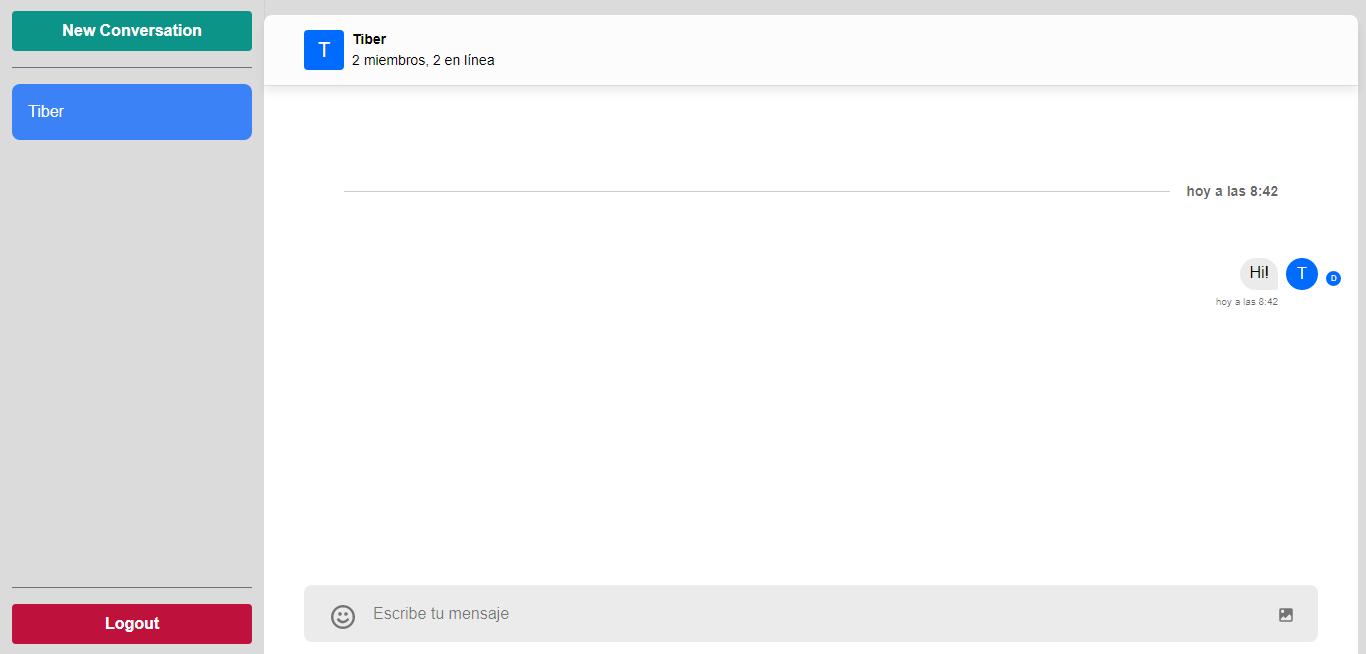 New Conversation
Tiber
Logout
T
Tiber
2 miembros, 2 en línea
hoy a las 8:42
Hi!
T
D
hoy a las 8:42
Escribe tu mensaje